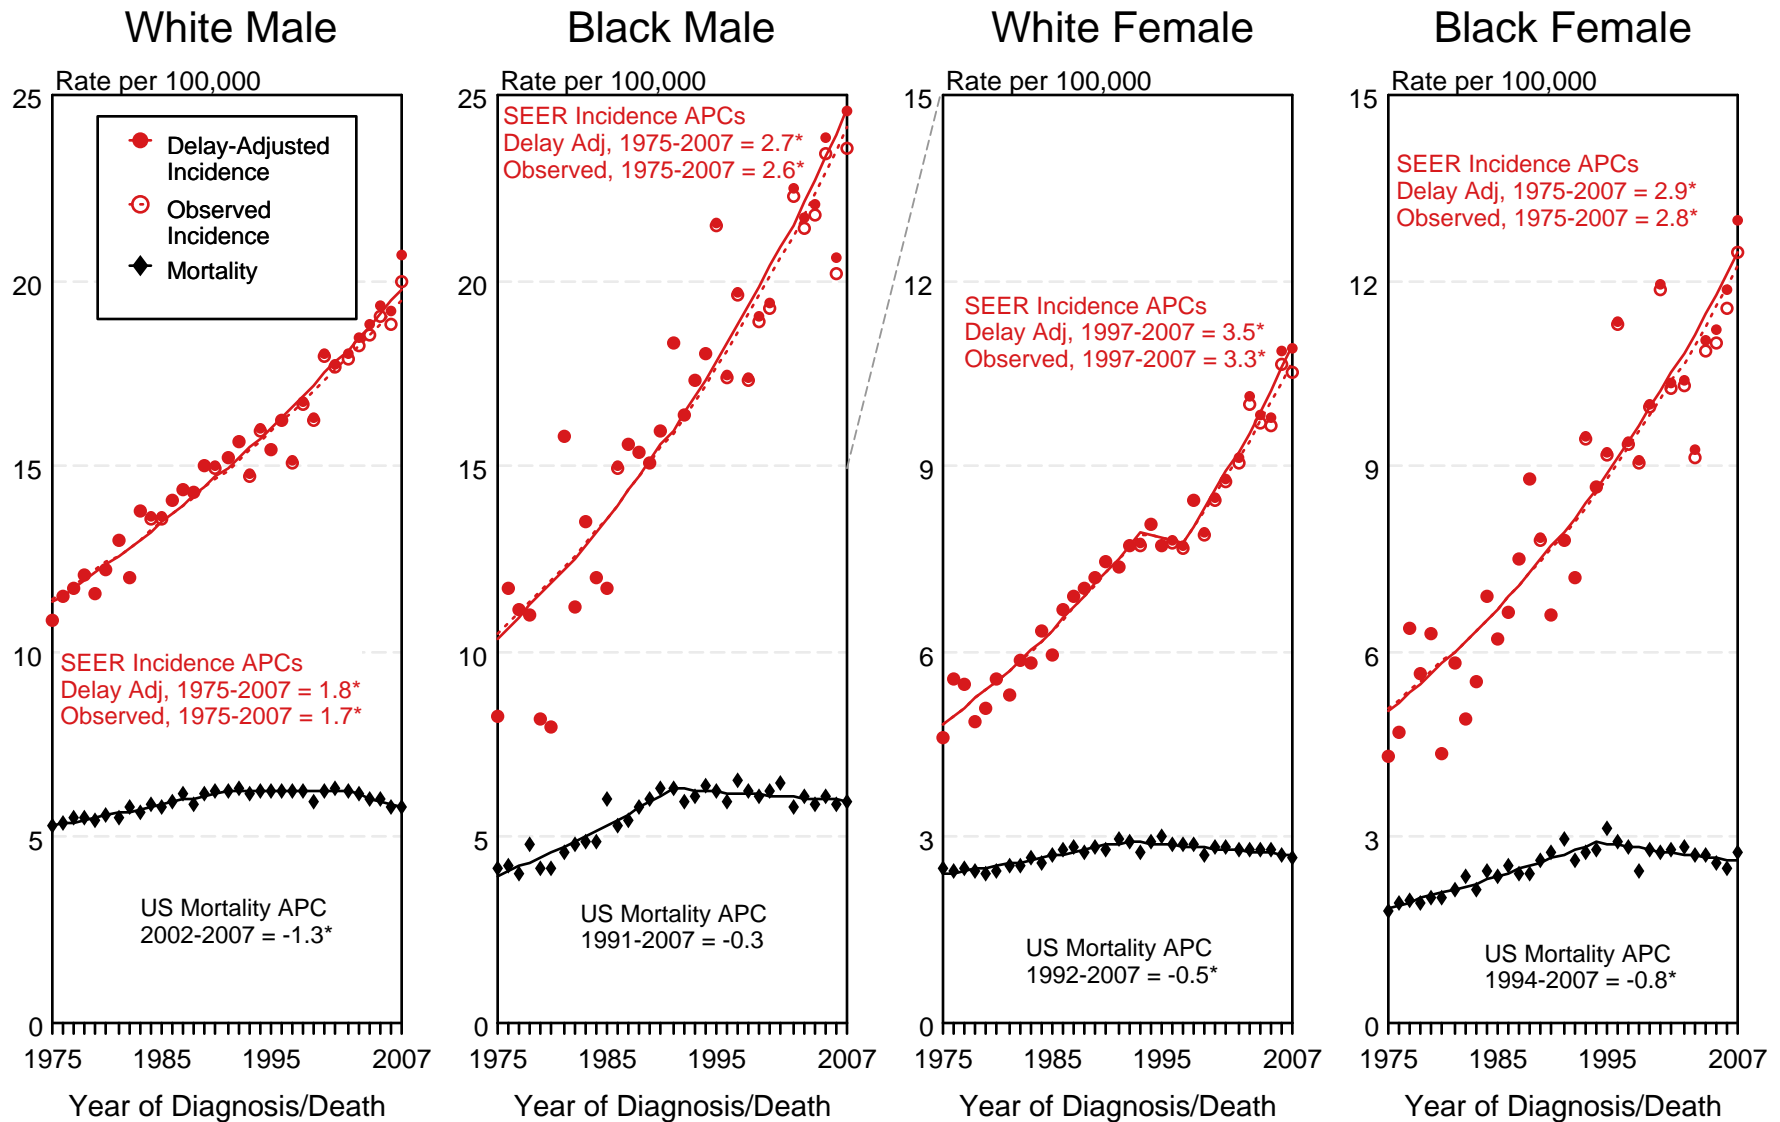 White Male
Rate per 100,000
25
20
15
10
5
0
Delay-Adjusted
Incidence
Observed
Incidence
Mortality
SEER Incidence APCs
Delay Adj, 1975-2007 = 1.8*
Observed, 1975-2007 = 1.7*
US Mortality APC
2002-2007 = -1.3*
1975
1985
1995
2007
Year of Diagnosis/Death
Black Male
Rate per 100,000
25
20
15
10
5
0
SEER Incidence APCs
Delay Adj, 1975-2007 = 2.7*
Observed, 1975-2007 = 2.6*
US Mortality APC
1991-2007 = -0.3
1975
1985
1995
2007
Year of Diagnosis/Death
White Female
Rate per 100,000
15
12
9
6
3
0
SEER Incidence APCs
Delay Adj, 1997-2007 = 3.5*
Observed, 1997-2007 = 3.3*
US Mortality APC
1992-2007 = -0.5*
1975
1985
1995
2007
Year of Diagnosis/Death
Black Female
Rate per 100,000
15
12
9
6
3
0
SEER Incidence APCs
Delay Adj, 1975-2007 = 2.9*
Observed, 1975-2007 = 2.8*
US Mortality APC
1994-2007 = -0.8*
1975
1985
1995
2007
Year of Diagnosis/Death